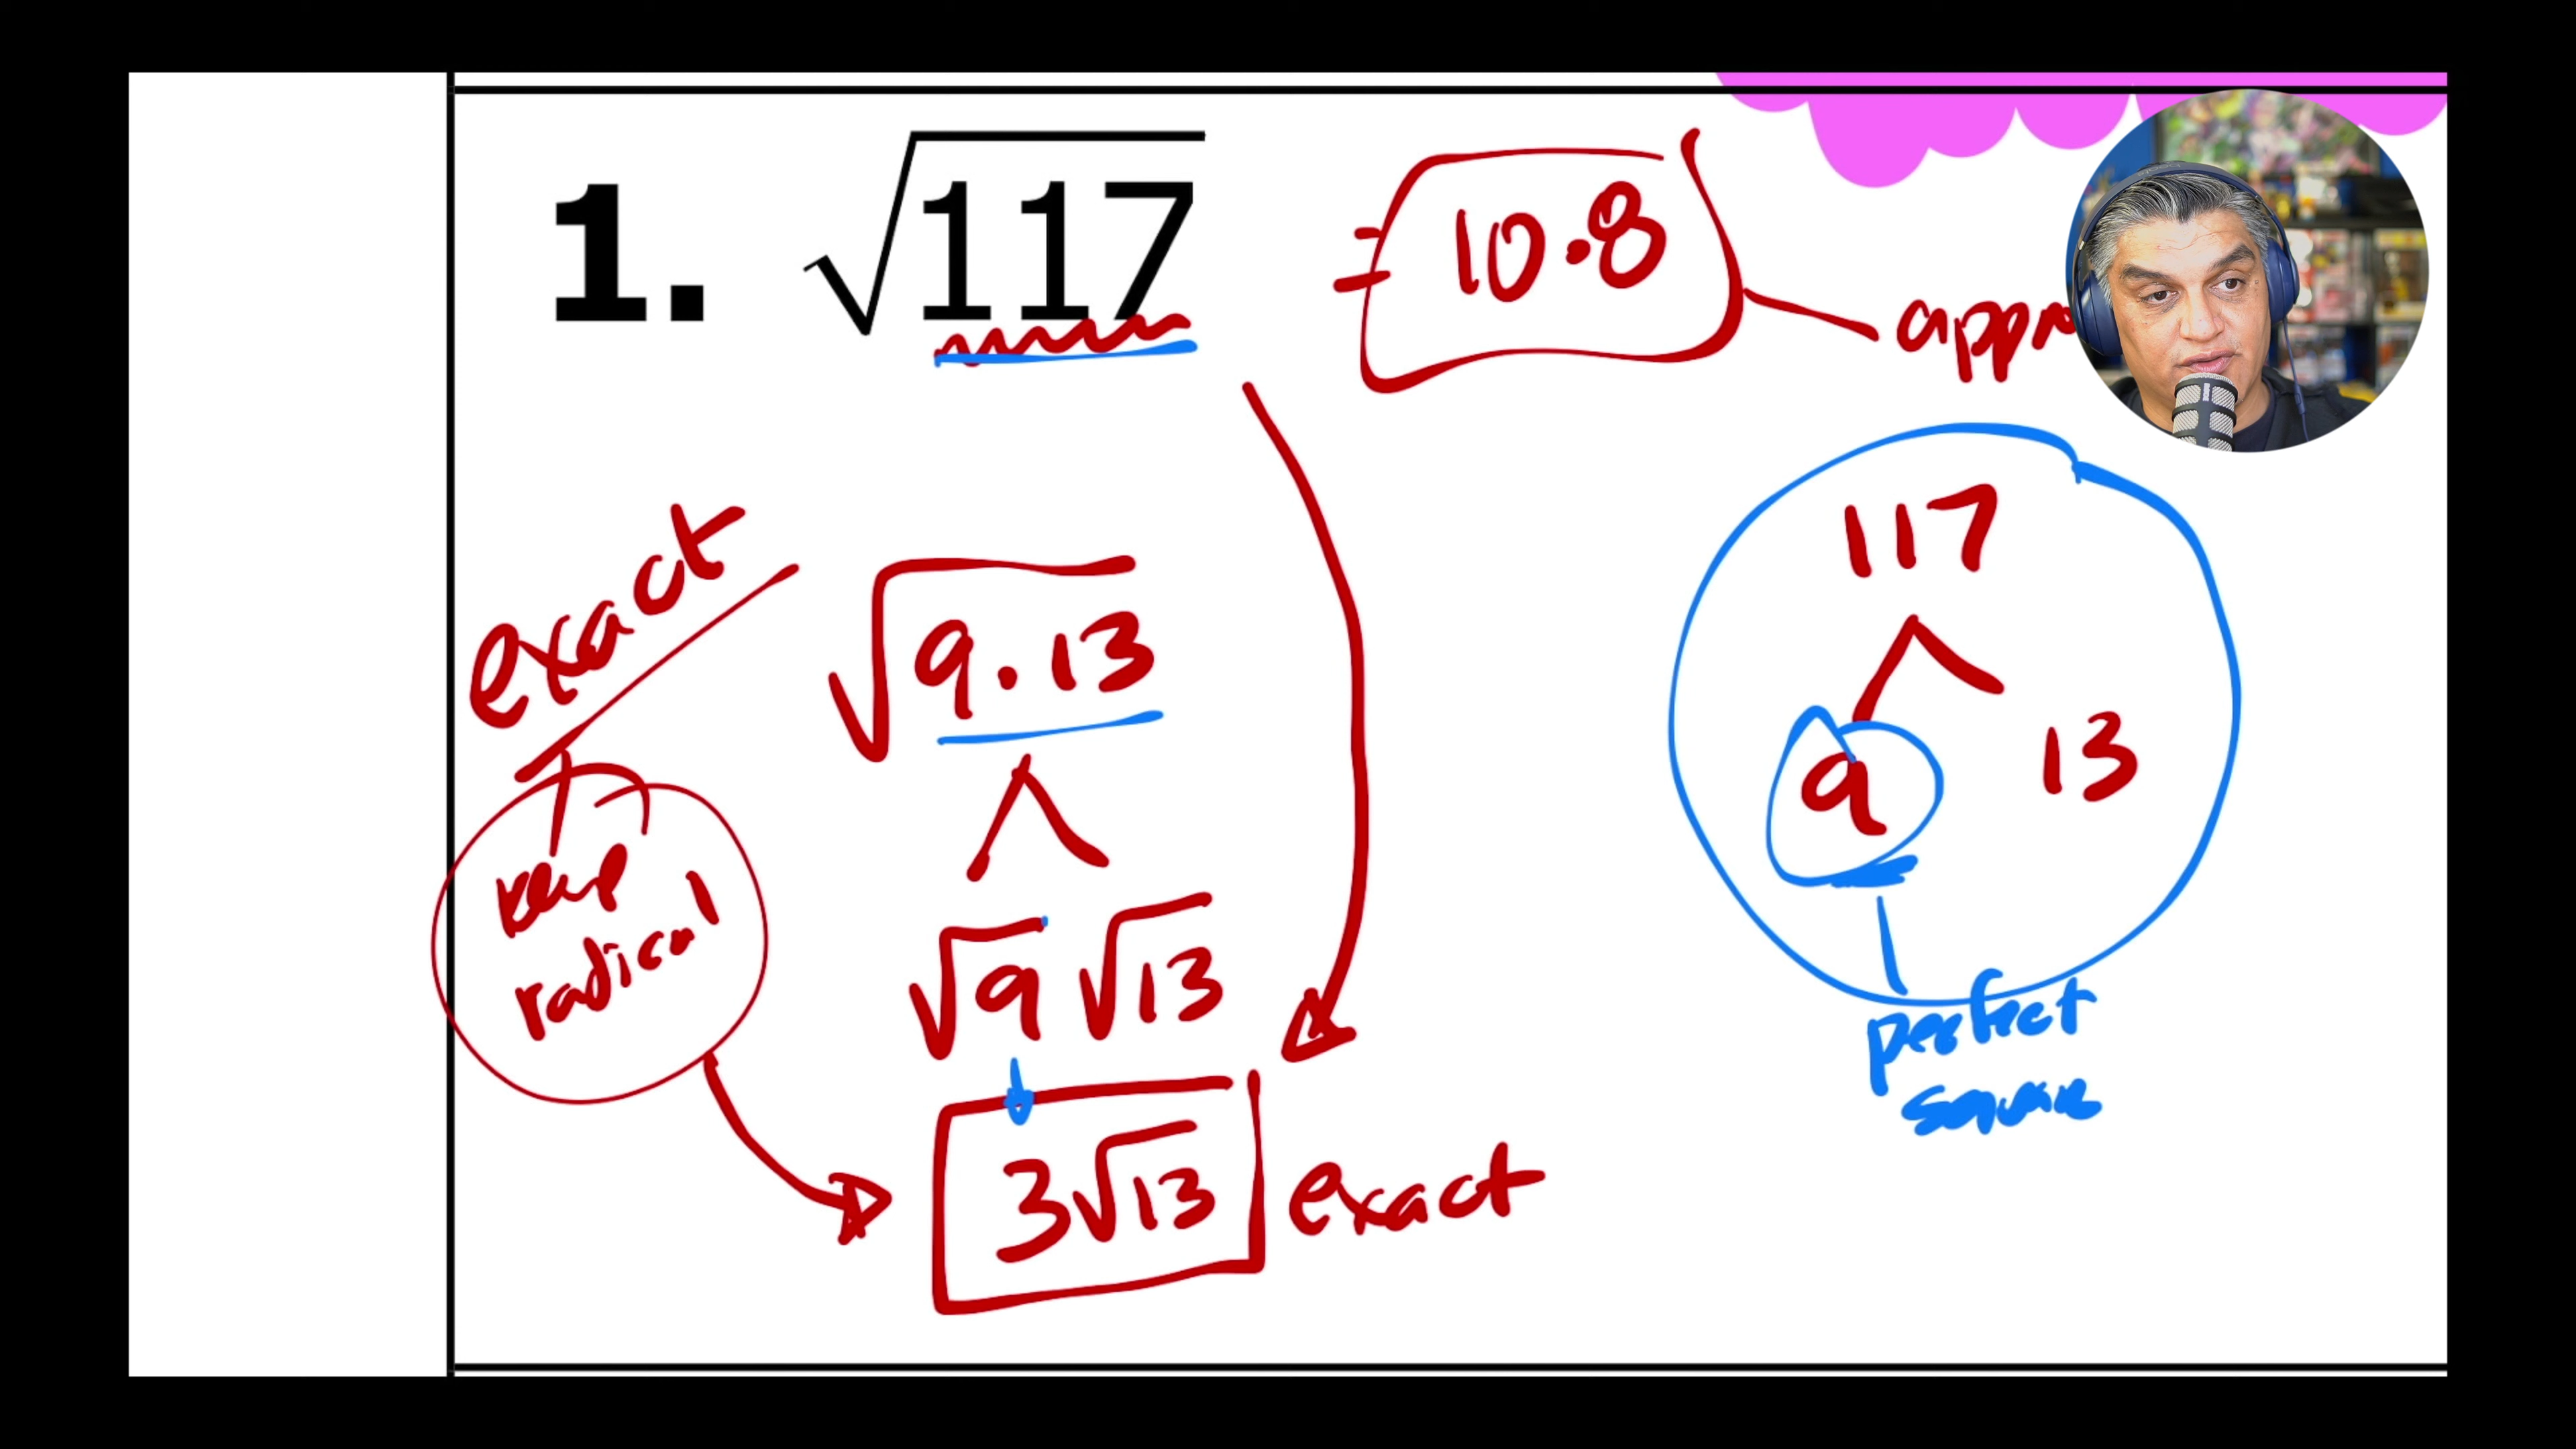 1. √117 = 10.8
appr
exact
117
√9·13
9 13
keep
radical
√9 √13
perfect
square
3√13 exact